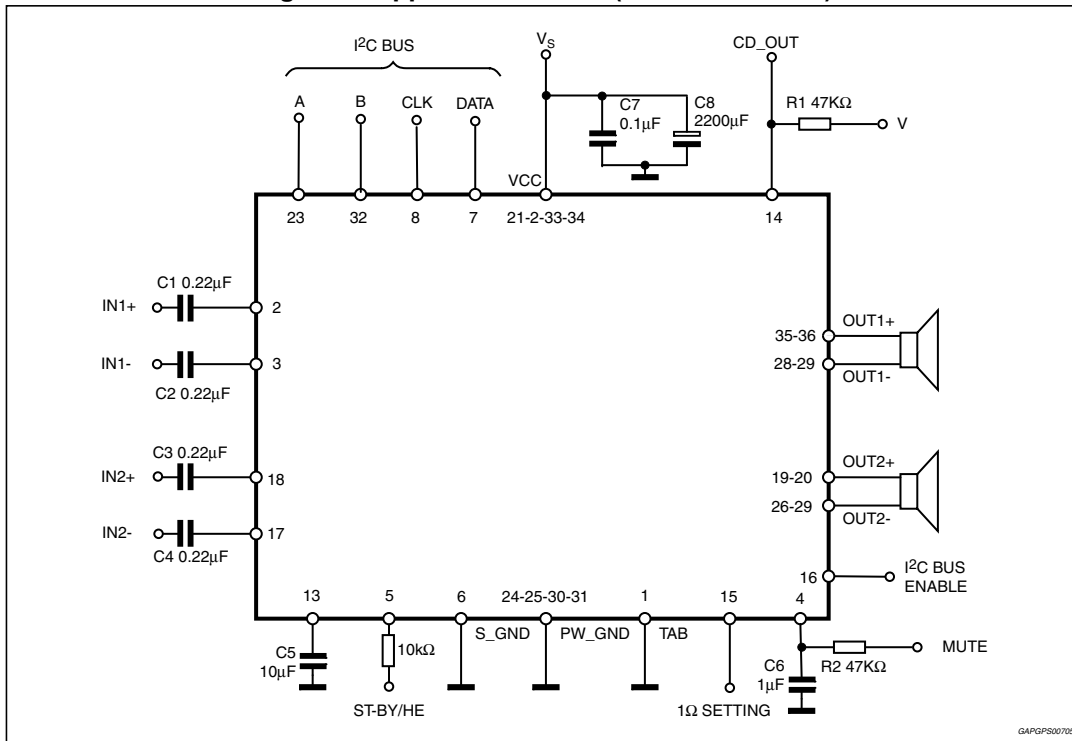 I²C BUS
A
B
CLK
DATA
VS
CD_OUT
C7
0.1µF
C8
2200µF
R1 47KΩ
V
VCC
23
32
8
7
21-2-33-34
14
C1 0.22µF
IN1+
2
IN1-
3
C2 0.22µF
C3 0.22µF
IN2+
18
IN2-
17
C4 0.22µF
35-36
OUT1+
28-29
OUT1-
19-20
OUT2+
26-29
OUT2-
16
I²C BUS
ENABLE
13
5
6
24-25-30-31
1
15
4
S_GND
PW_GND
TAB
C5
10µF
10kΩ
ST-BY/HE
1Ω SETTING
C6
1µF
R2 47KΩ
MUTE
GAPGPS00705